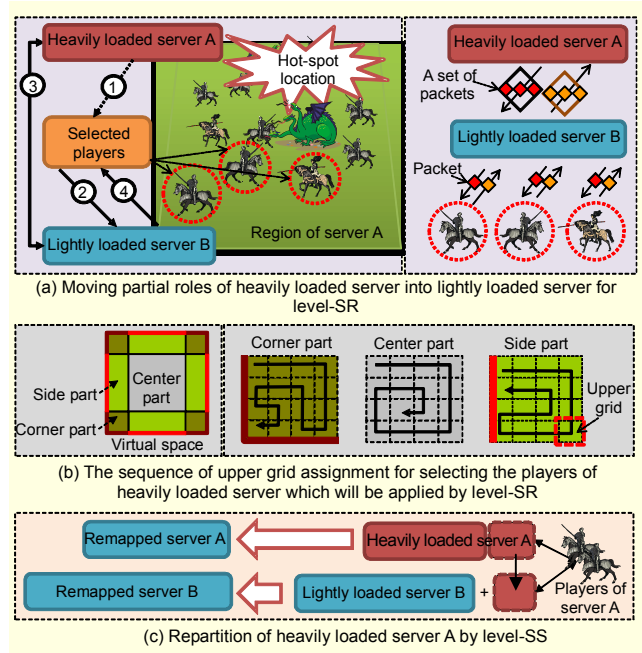 Heavily loaded server A
Hot-spot
location
3
1
Selected
players
2
4
Lightly loaded server B
Region of server A
Heavily loaded server A
A set of
packets
Lightly loaded server B
Packet
(a) Moving partial roles of heavily loaded server into lightly loaded server for
level-SR
Side part
Center
part
Corner part
Virtual space
Corner part
Center part
Side part
Upper
grid
(b) The sequence of upper grid assignment for selecting the players of
heavily loaded server which will be applied by level-SR
Remapped server A
Heavily loaded server A
Remapped server B
Lightly loaded server B
+
Players of
server A
(c) Repartition of heavily loaded server A by level-SS